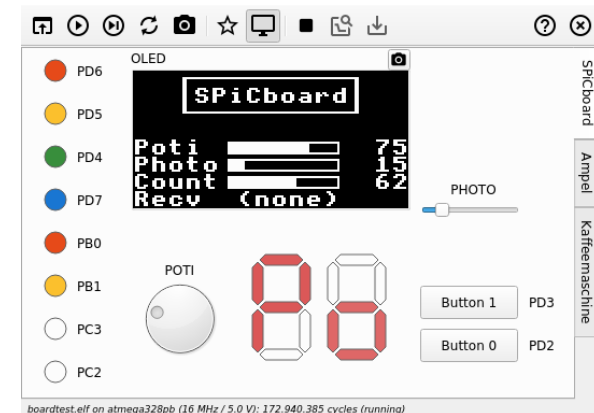 OLED
SPiCboard
Poti 75
Photo 15
Count 62
Recv (none)
PD6
PD5
PD4
PD7
PB0
PB1
PC3
PC2
PHOTO
POTI
Po
Button 1 PD3
Button 0 PD2
SPiCboard
Ampel
Kaffeemaschine
boardtest.elf on atmega328pb (16 MHz / 5.0 V): 172.940.385 cycles (running)